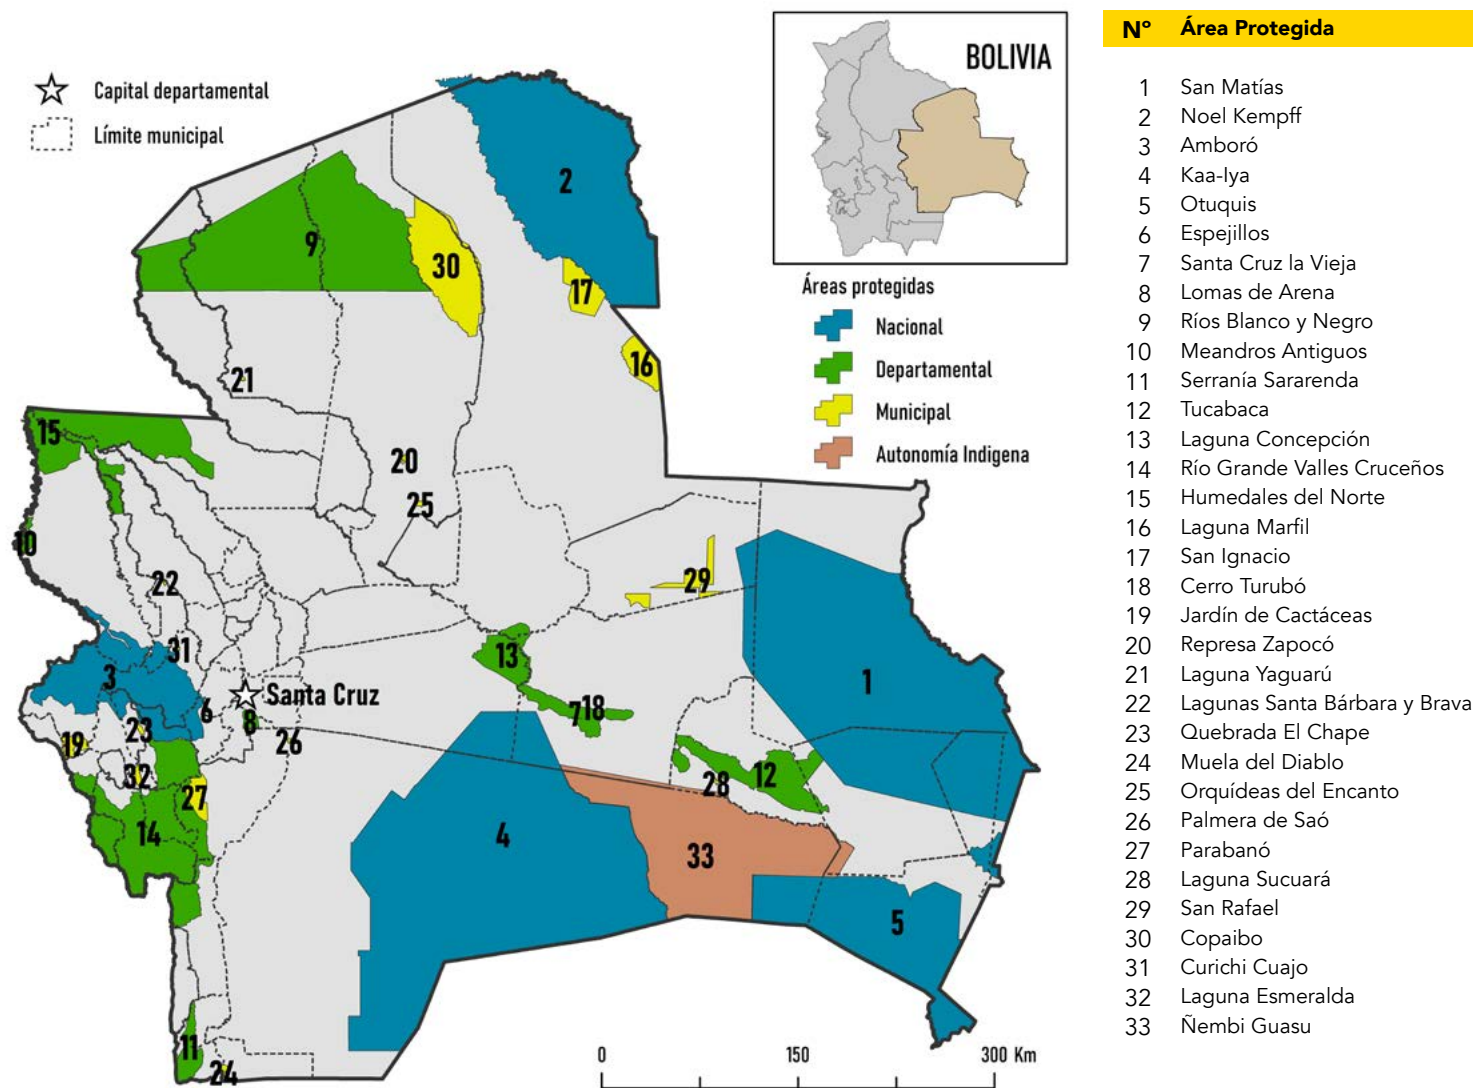 Capital departamental
Límite municipal
BOLIVIA
Áreas protegidas
Nacional
Departamental
Municipal
Autonomía Indigena
2
9
30
17
16
21
15
20
25
10
22
29
31
13
3
1
Santa Cruz
6
7
18
8
23
26
19
32
28
12
27
14
4
33
5
11
24
0 150 300 Km
Nº Área Protegida
1 San Matías
2 Noel Kempff
3 Amboró
4 Kaa-Iya
5 Otuquis
6 Espejillos
7 Santa Cruz la Vieja
8 Lomas de Arena
9 Ríos Blanco y Negro
10 Meandros Antiguos
11 Serranía Sararenda
12 Tucabaca
13 Laguna Concepción
14 Río Grande Valles Cruceños
15 Humedales del Norte
16 Laguna Marfil
17 San Ignacio
18 Cerro Turubó
19 Jardín de Cactáceas
20 Represa Zapocó
21 Laguna Yaguarú
22 Lagunas Santa Bárbara y Brava
23 Quebrada El Chape
24 Muela del Diablo
25 Orquídeas del Encanto
26 Palmera de Saó
27 Parabanó
28 Laguna Sucuará
29 San Rafael
30 Copaibo
31 Curichi Cuajo
32 Laguna Esmeralda
33 Ñembi Guasu